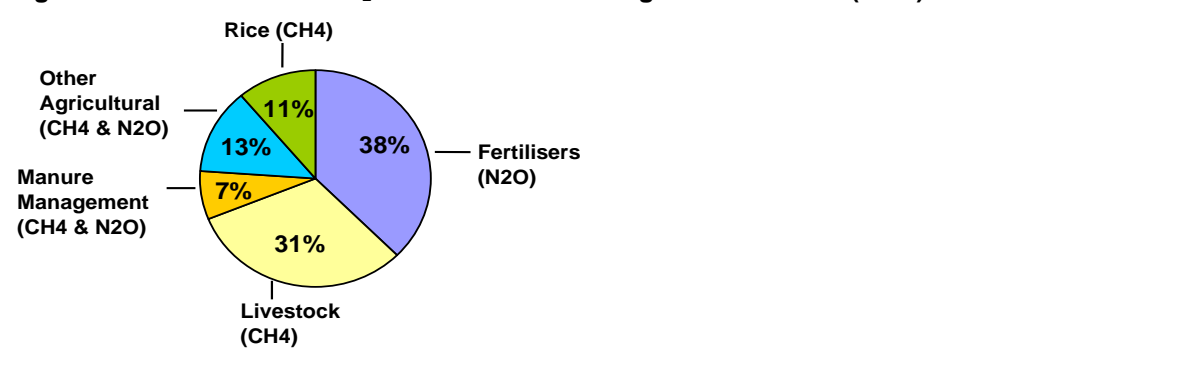 Rice (CH4)
Other
Agricultural
(CH4 & N2O)
11%
13%
38%
Fertilisers
(N2O)
Manure
Management
(CH4 & N2O)
7%
31%
Livestock
(CH4)